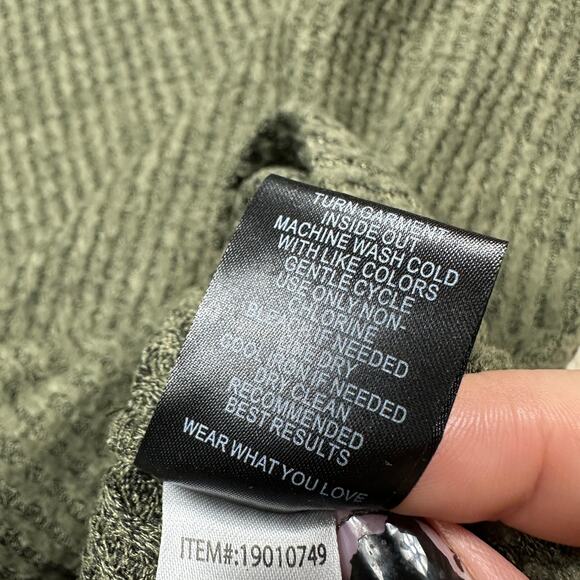 TURN GARMENT
INSIDE OUT
MACHINE WASH COLD
WITH LIKE COLORS
GENTLE CYCLE
USE ONLY NON-
CHLORINE
BLEACH IF NEEDED
LINE DRY
COOL IRON IF NEEDED
DRY CLEAN
RECOMMENDED
BEST RESULTS
WEAR WHAT YOU LOVE
ITEM#:19010749